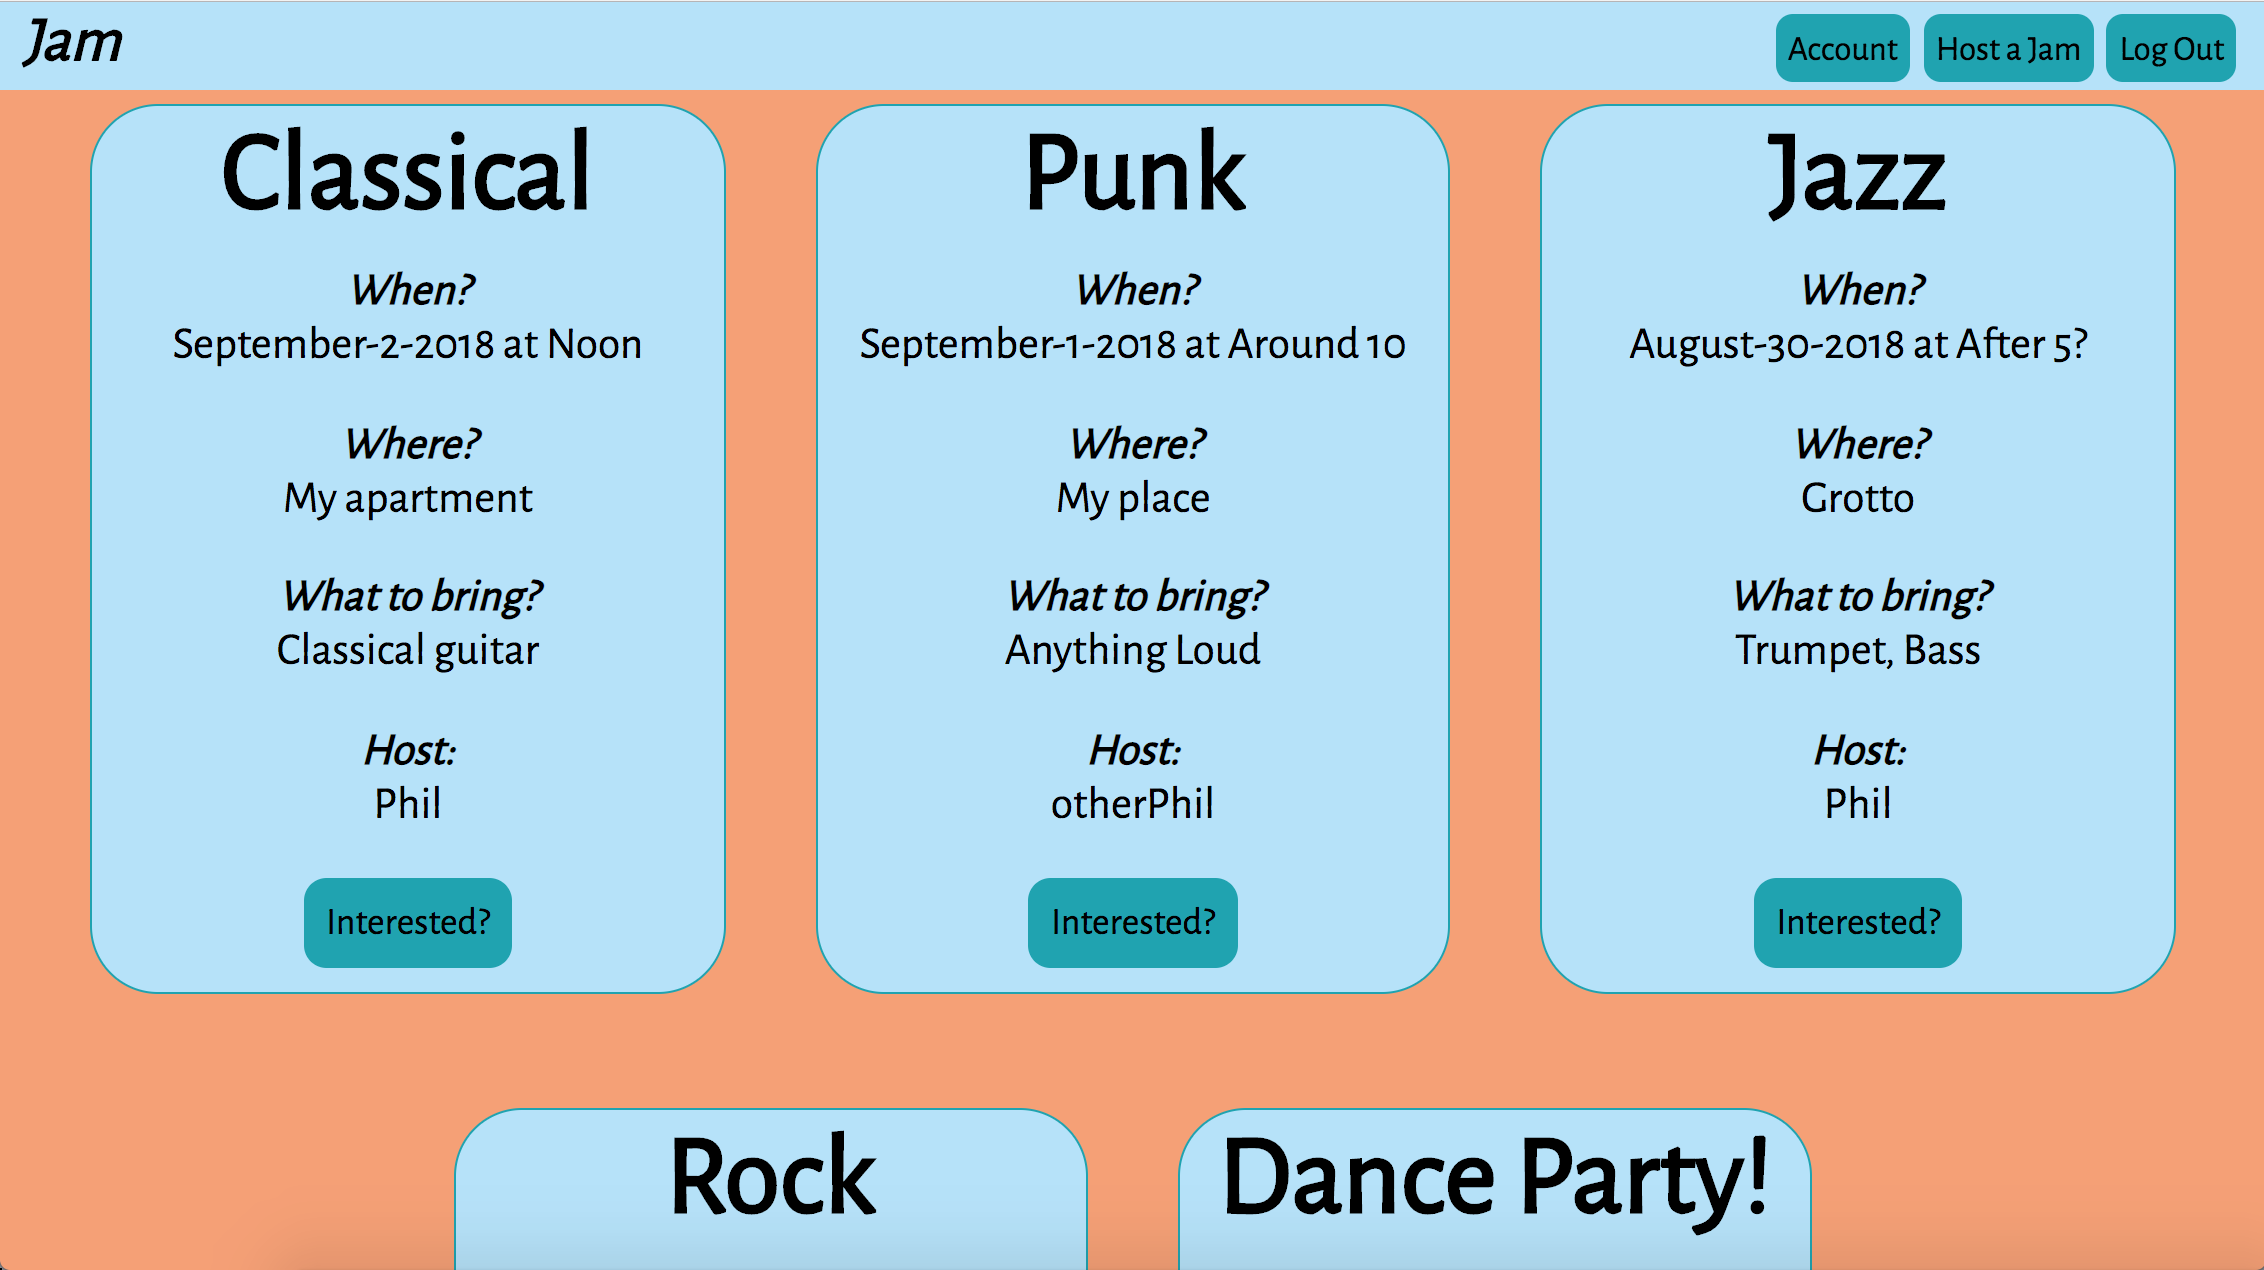 Jam
Account
Host a Jam
Log Out
Classical
When?
September-2-2018 at Noon
Where?
My apartment
What to bring?
Classical guitar
Host:
Phil
Interested?
Punk
When?
September-1-2018 at Around 10
Where?
My place
What to bring?
Anything Loud
Host:
otherPhil
Interested?
Jazz
When?
August-30-2018 at After 5?
Where?
Grotto
What to bring?
Trumpet, Bass
Host:
Phil
Interested?
Rock
Dance Party!